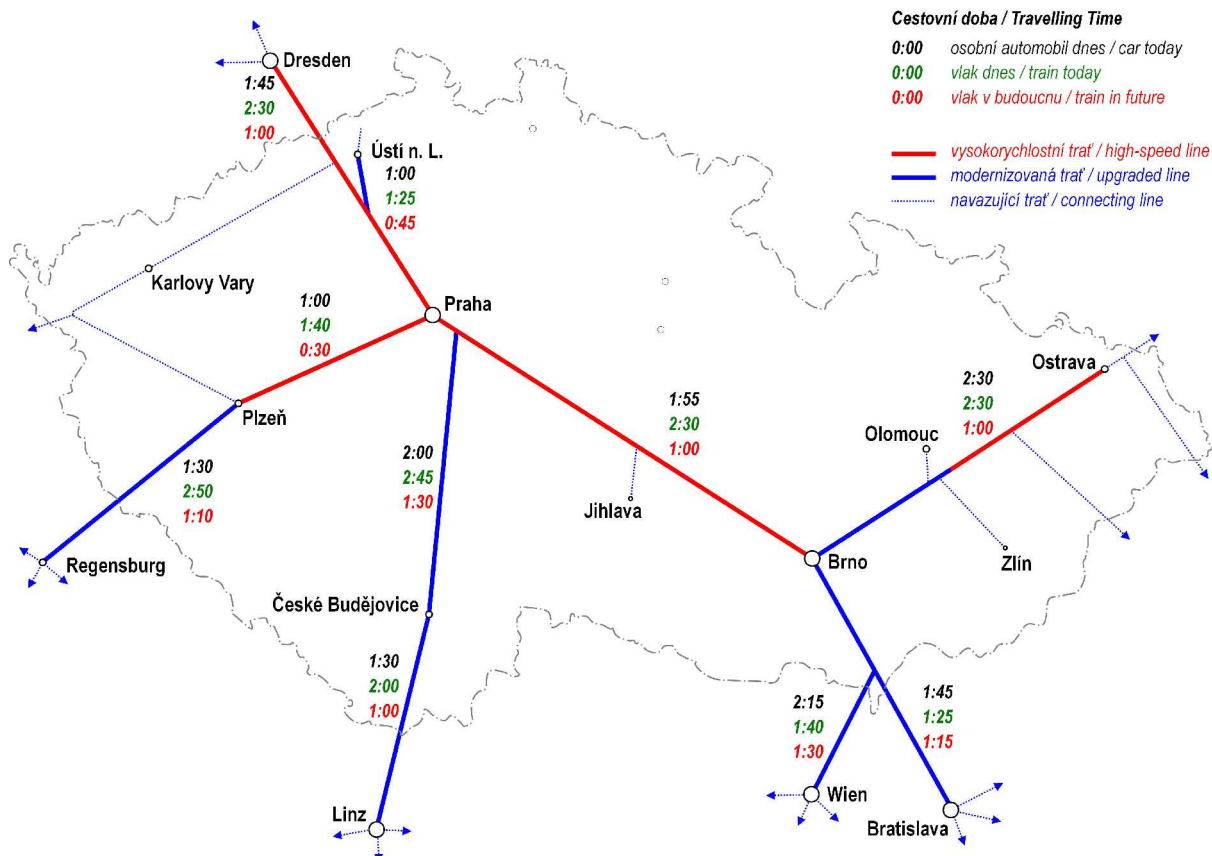 Cestovní doba / Travelling Time
0:00 osobní automobil dnes / car today
0:00 vlak dnes / train today
0:00 vlak v budoucnu / train in future
vysokorychlostní trať / high-speed line
modernizovaná trať / upgraded line
navazující trať / connecting line
Dresden
1:45
2:30
1:00
Ústí n. L.
1:00
1:25
0:45
Karlovy Vary
Praha
1:00
1:40
0:30
Plzeň
1:30
2:50
1:10
Regensburg
2:00
2:45
1:30
České Budějovice
1:30
2:00
1:00
Linz
1:55
2:30
1:00
Jihlava
Ostrava
2:30
2:30
1:00
Olomouc
Brno
Zlín
2:15
1:40
1:30
Wien
1:45
1:25
1:15
Bratislava